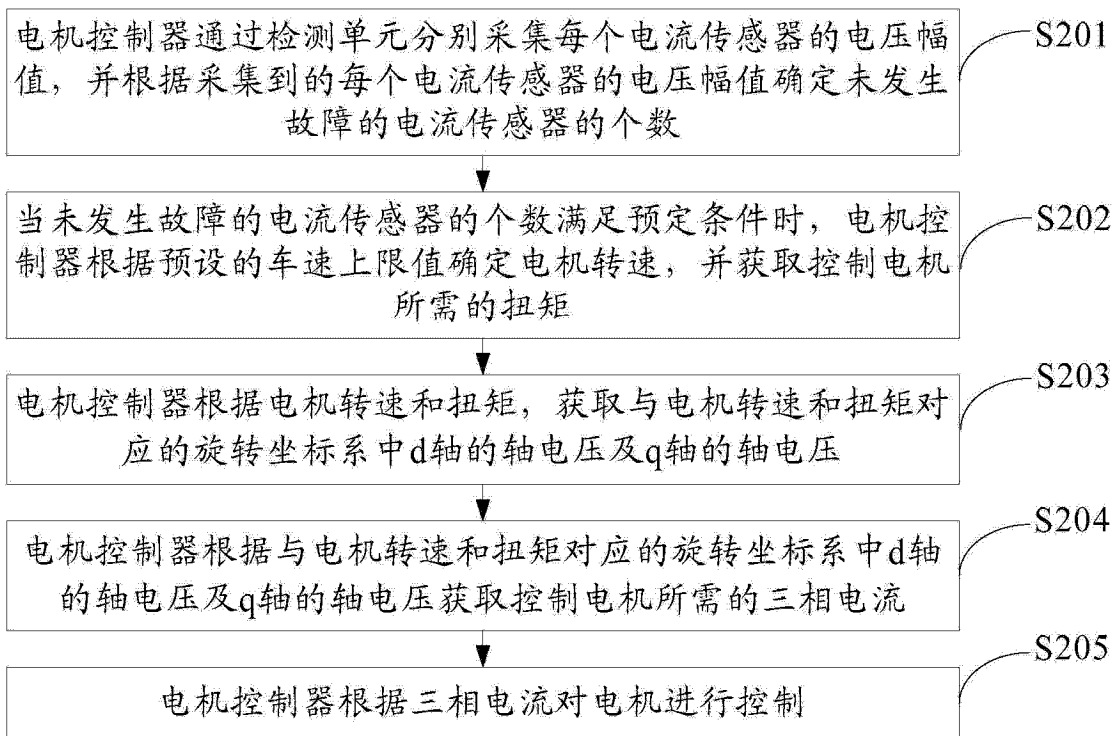 电机控制器通过检测单元分别采集每个电流传感器的电压幅
值，并根据采集到的每个电流传感器的电压幅值确定未发生
故障的电流传感器的个数
S201
当未发生故障的电流传感器的个数满足预定条件时，电机控
制器根据预设的车速上限值确定电机转速，并获取控制电机
所需的扭矩
S202
电机控制器根据电机转速和扭矩，获取与电机转速和扭矩对
应的旋转坐标系中d轴的轴电压及q轴的轴电压
S203
电机控制器根据与电机转速和扭矩对应的旋转坐标系中d轴
的轴电压及q轴的轴电压获取控制电机所需的三相电流
S204
电机控制器根据三相电流对电机进行控制
S205